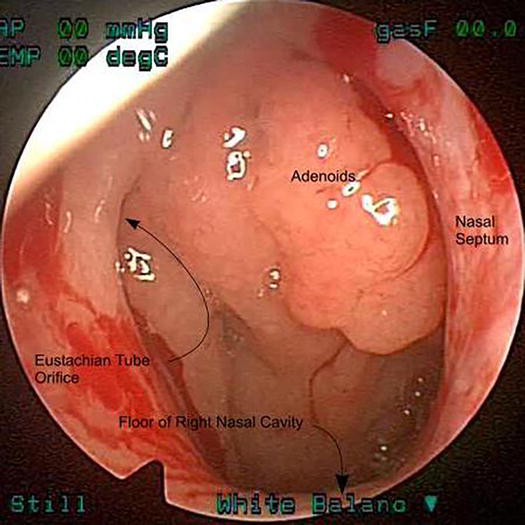 AP 00 mmHg
gasF 00.0
EMP 00 degC
Adenoids
Nasal
Septum
Eustachian Tube
Orifice
Floor of Right Nasal Cavity
Still
White Balanc ▼